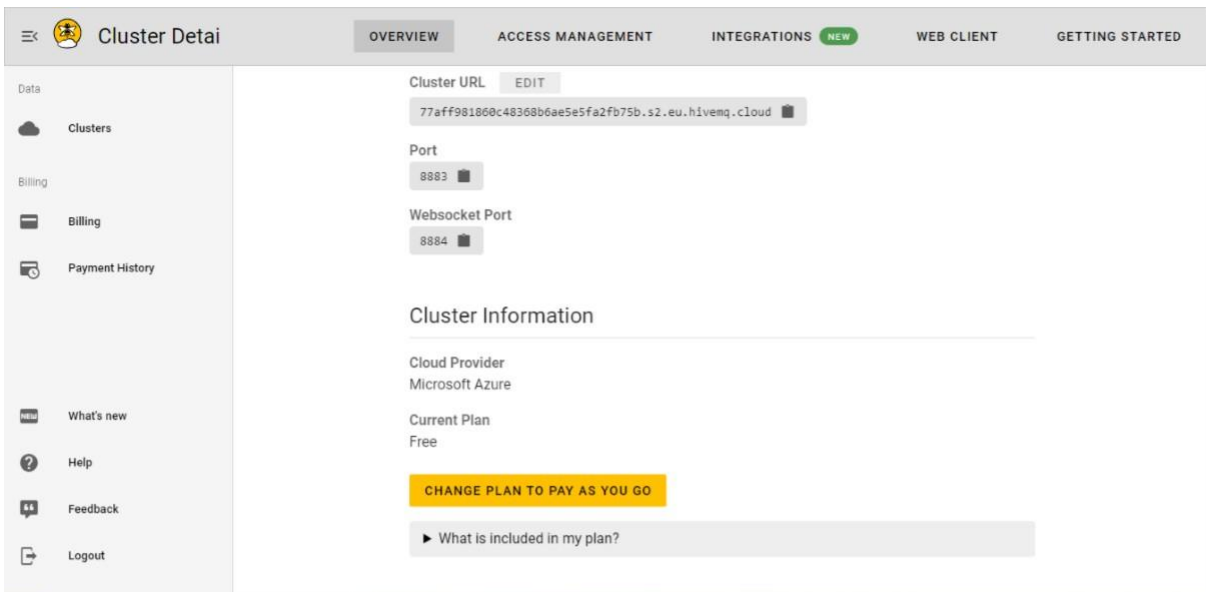 Cluster Detai
OVERVIEW
ACCESS MANAGEMENT
INTEGRATIONS NEW
WEB CLIENT
GETTING STARTED
Data
Clusters
Billing
Billing
Payment History
NEW What's new
Help
Feedback
Logout
Cluster URL EDIT
77aff981860c48368b6ae5e5fa2fb75b.s2.eu.hivemq.cloud
Port
8883
Websocket Port
8884
Cluster Information
Cloud Provider
Microsoft Azure
Current Plan
Free
CHANGE PLAN TO PAY AS YOU GO
What is included in my plan?